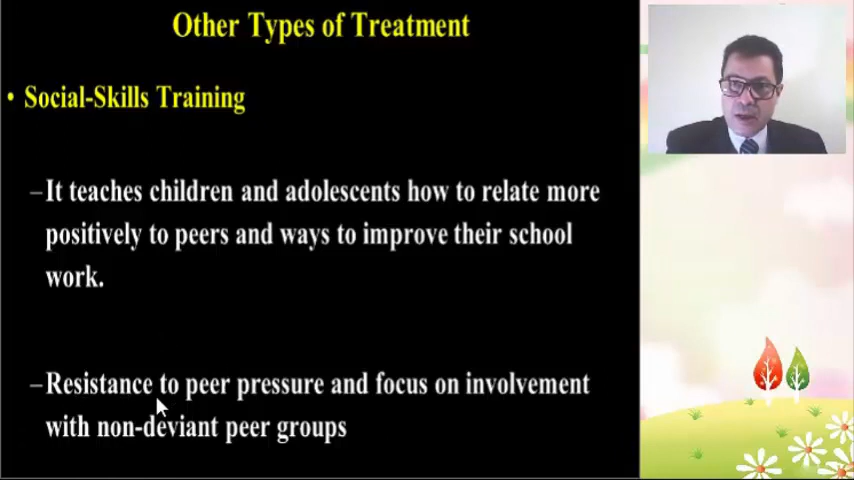 Other Types of Treatment
• Social-Skills Training
–It teaches children and adolescents how to relate more
positively to peers and ways to improve their school
work.
–Resistance to peer pressure and focus on involvement
with non-deviant peer groups